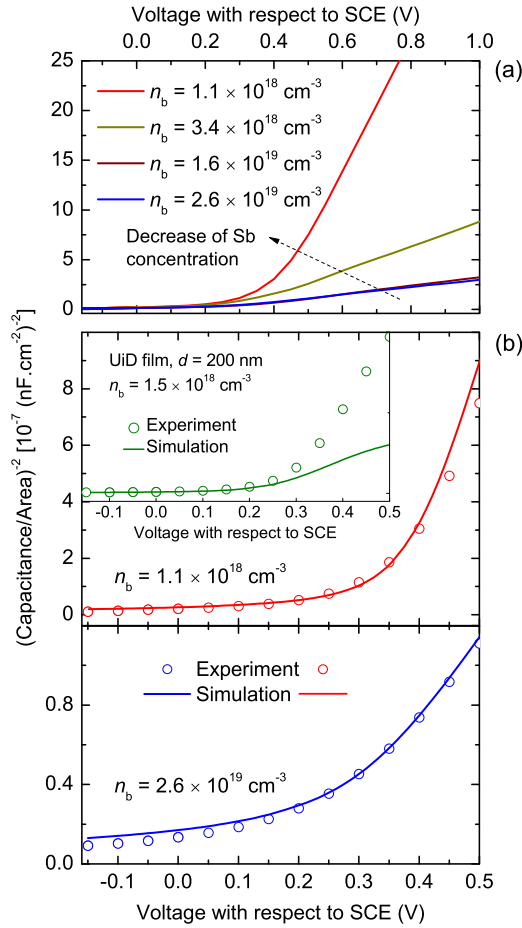 Voltage with respect to SCE (V)
0.0 0.2 0.4 0.6 0.8 1.0
(a)
25
20
15
10
5
0
n_b = 1.1 × 10^18 cm^-3
n_b = 3.4 × 10^18 cm^-3
n_b = 1.6 × 10^19 cm^-3
n_b = 2.6 × 10^19 cm^-3
Decrease of Sb
concentration
(Capacitance/Area)^-2 [10^-7 (nF.cm^-2)^-2]
(b)
8
6
4
2
0
UiD film, d = 200 nm
n_b = 1.5 × 10^18 cm^-3
Experiment
Simulation
-0.1 0.0 0.1 0.2 0.3 0.4 0.5
Voltage with respect to SCE
n_b = 1.1 × 10^18 cm^-3
Experiment
Simulation
0.8
0.4
0.0
n_b = 2.6 × 10^19 cm^-3
-0.1 0.0 0.1 0.2 0.3 0.4 0.5
Voltage with respect to SCE (V)